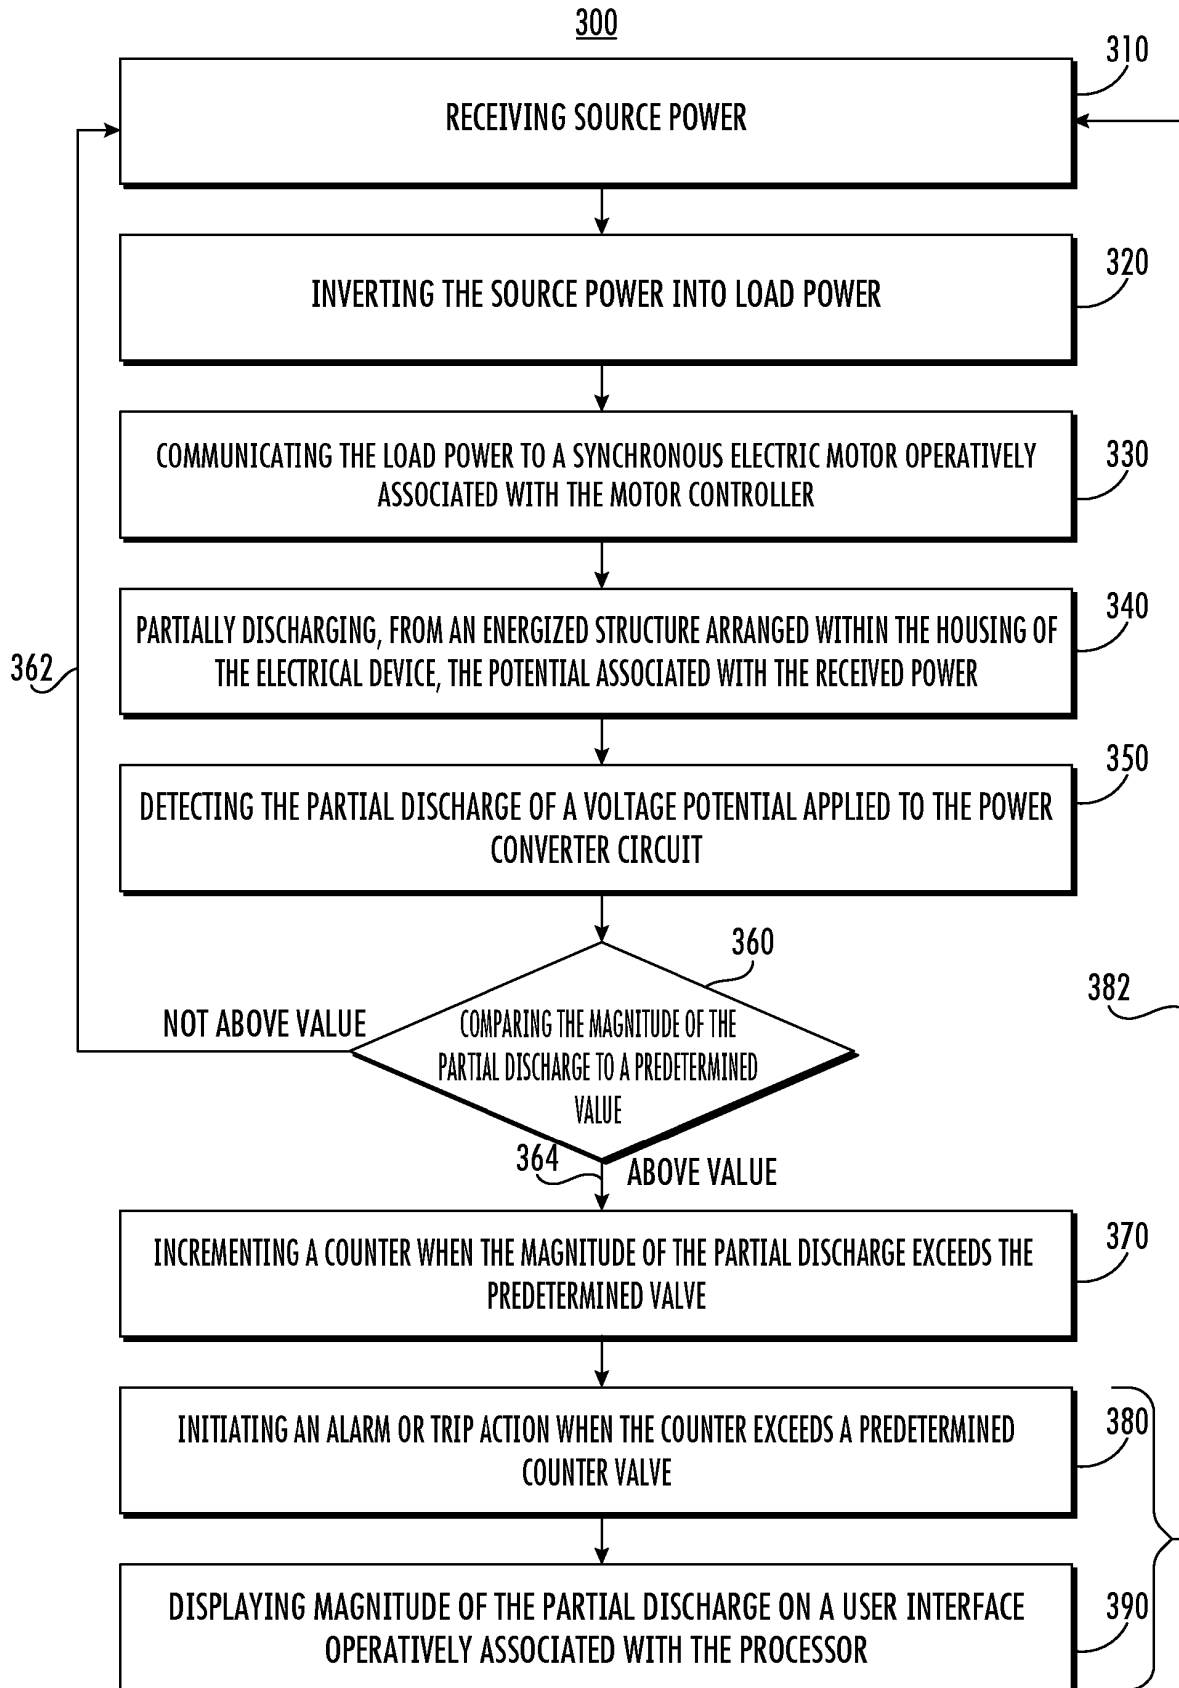 300
310
RECEIVING SOURCE POWER
320
INVERTING THE SOURCE POWER INTO LOAD POWER
330
COMMUNICATING THE LOAD POWER TO A SYNCHRONOUS ELECTRIC MOTOR OPERATIVELY
ASSOCIATED WITH THE MOTOR CONTROLLER
340
PARTIALLY DISCHARGING, FROM AN ENERGIZED STRUCTURE ARRANGED WITHIN THE HOUSING OF
THE ELECTRICAL DEVICE, THE POTENTIAL ASSOCIATED WITH THE RECEIVED POWER
362
350
DETECTING THE PARTIAL DISCHARGE OF A VOLTAGE POTENTIAL APPLIED TO THE POWER
CONVERTER CIRCUIT
360
382
NOT ABOVE VALUE
COMPARING THE MAGNITUDE OF THE
PARTIAL DISCHARGE TO A PREDETERMINED
VALUE
364
ABOVE VALUE
370
INCREMENTING A COUNTER WHEN THE MAGNITUDE OF THE PARTIAL DISCHARGE EXCEEDS THE
PREDETERMINED VALVE
380
INITIATING AN ALARM OR TRIP ACTION WHEN THE COUNTER EXCEEDS A PREDETERMINED
COUNTER VALVE
390
DISPLAYING MAGNITUDE OF THE PARTIAL DISCHARGE ON A USER INTERFACE
OPERATIVELY ASSOCIATED WITH THE PROCESSOR